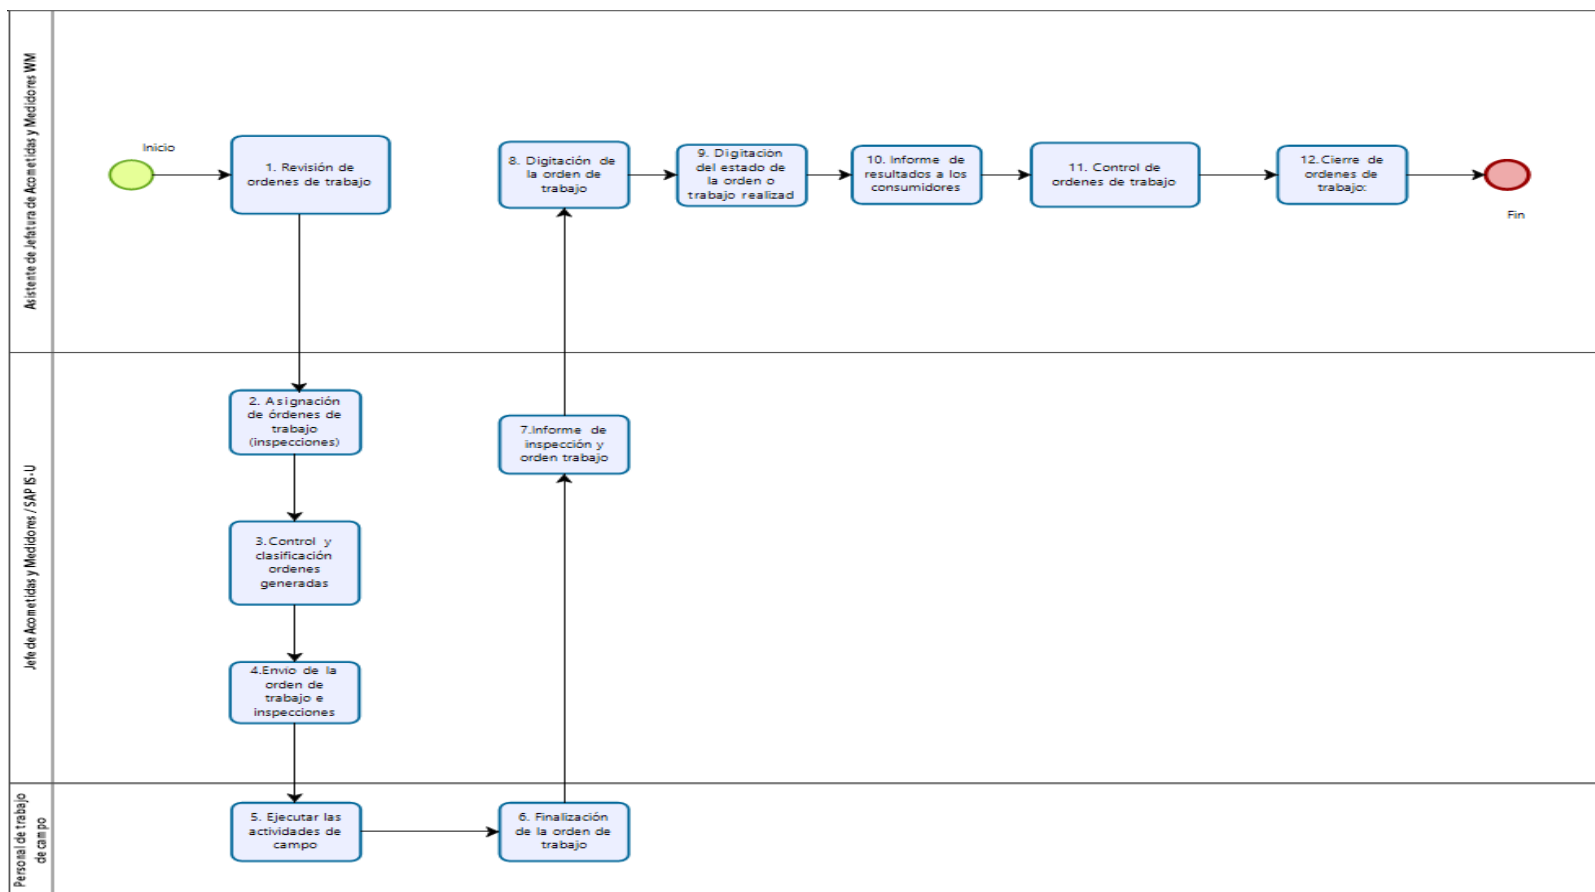 Asistente de Jefatura de Acometidas y Medidores WM
Inicio
1. Revisión de
ordenes de trabajo
8. Digitación de
la orden de
trabajo
9. Digitación
del estado de
la orden o
trabajo realizad
10. Informe de
resultados a los
consumidores
11. Control de
ordenes de trabajo
12.Cierre de
ordenes de
trabajo:
Fin
Jefe de Acometidas y Medidores / SAP IS-U
2. Asignación
de órdenes de
trabajo
(inspecciones)
7.Informe de
inspección y
orden trabajo
3.Control y
clasificación
ordenes
generadas
4.Envío de la
orden de
trabajo e
inspecciones
Personal de trabajo
de campo
5. Ejecutar las
actividades de
campo
6. Finalización
de la orden de
trabajo